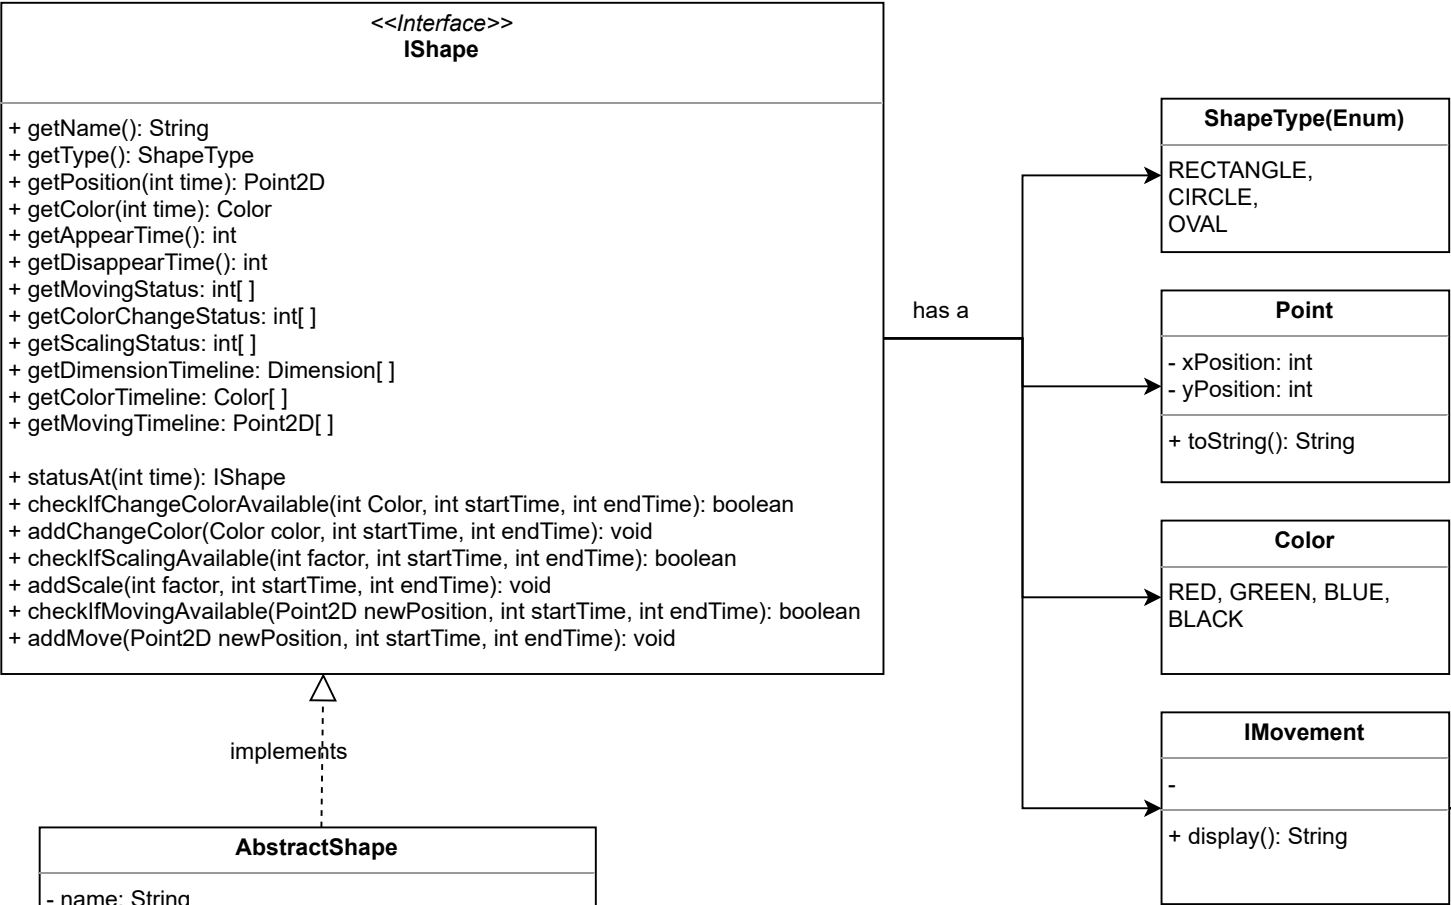 <<Interface>>
IShape
+ getName(): String
+ getType(): ShapeType
+ getPosition(int time): Point2D
+ getColor(int time): Color
+ getAppearTime(): int
+ getDisappearTime(): int
+ getMovingStatus: int[ ]
+ getColorChangeStatus: int[ ]
+ getScalingStatus: int[ ]
+ getDimensionTimeline: Dimension[ ]
+ getColorTimeline: Color[ ]
+ getMovingTimeline: Point2D[ ]
+ statusAt(int time): IShape
+ checkIfChangeColorAvailable(int Color, int startTime, int endTime): boolean
+ addChangeColor(Color color, int startTime, int endTime): void
+ checkIfScalingAvailable(int factor, int startTime, int endTime): boolean
+ addScale(int factor, int startTime, int endTime): void
+ checkIfMovingAvailable(Point2D newPosition, int startTime, int endTime): boolean
+ addMove(Point2D newPosition, int startTime, int endTime): void
implements
AbstractShape
- name: String
has a
ShapeType(Enum)
RECTANGLE,
CIRCLE,
OVAL
Point
- xPosition: int
- yPosition: int
+ toString(): String
Color
RED, GREEN, BLUE,
BLACK
IMovement
-
+ display(): String